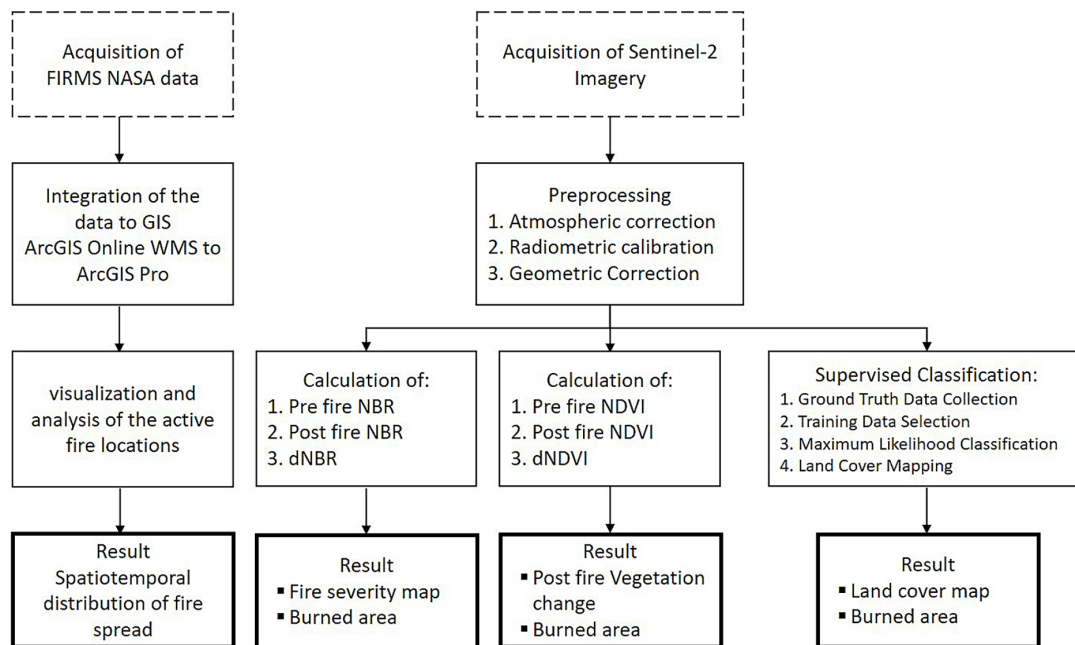 Acquisition of
FIRMS NASA data
Integration of the
data to GIS
ArcGIS Online WMS to
ArcGIS Pro
visualization and
analysis of the active
fire locations
Result
Spatiotemporal
distribution of fire
spread
Acquisition of Sentinel-2
Imagery
Preprocessing
1. Atmospheric correction
2. Radiometric calibration
3. Geometric Correction
Calculation of:
1. Pre fire NBR
2. Post fire NBR
3. dNBR
Result
▪ Fire severity map
▪ Burned area
Calculation of:
1. Pre fire NDVI
2. Post fire NDVI
3. dNDVI
Result
▪ Post fire Vegetation
change
▪ Burned area
Supervised Classification:
1. Ground Truth Data Collection
2. Training Data Selection
3. Maximum Likelihood Classification
4. Land Cover Mapping
Result
▪ Land cover map
▪ Burned area